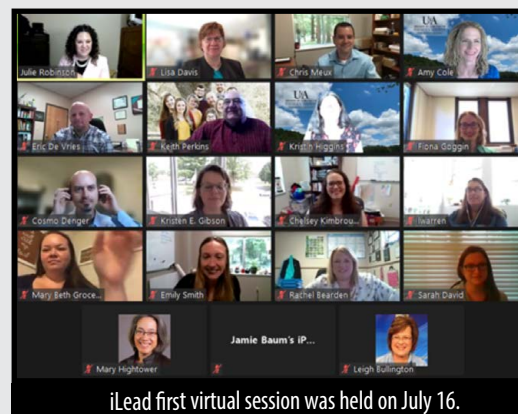 Julie Robinson
Lisa Davis
Chris Meux
UA
Amy Cole
Eric De Vries
Keith Perkins
UA
Kristin Higgins
Fiona Goggin
Cosmo Denger
Kristen E. Gibson
Chelsey Kimbrou...
lwarren
Mary Beth Groce...
Emily Smith
Rachel Bearden
Sarah David
Mary Hightower
Jamie Baum's iP...
Leigh Bullington
iLead first virtual session was held on July 16.